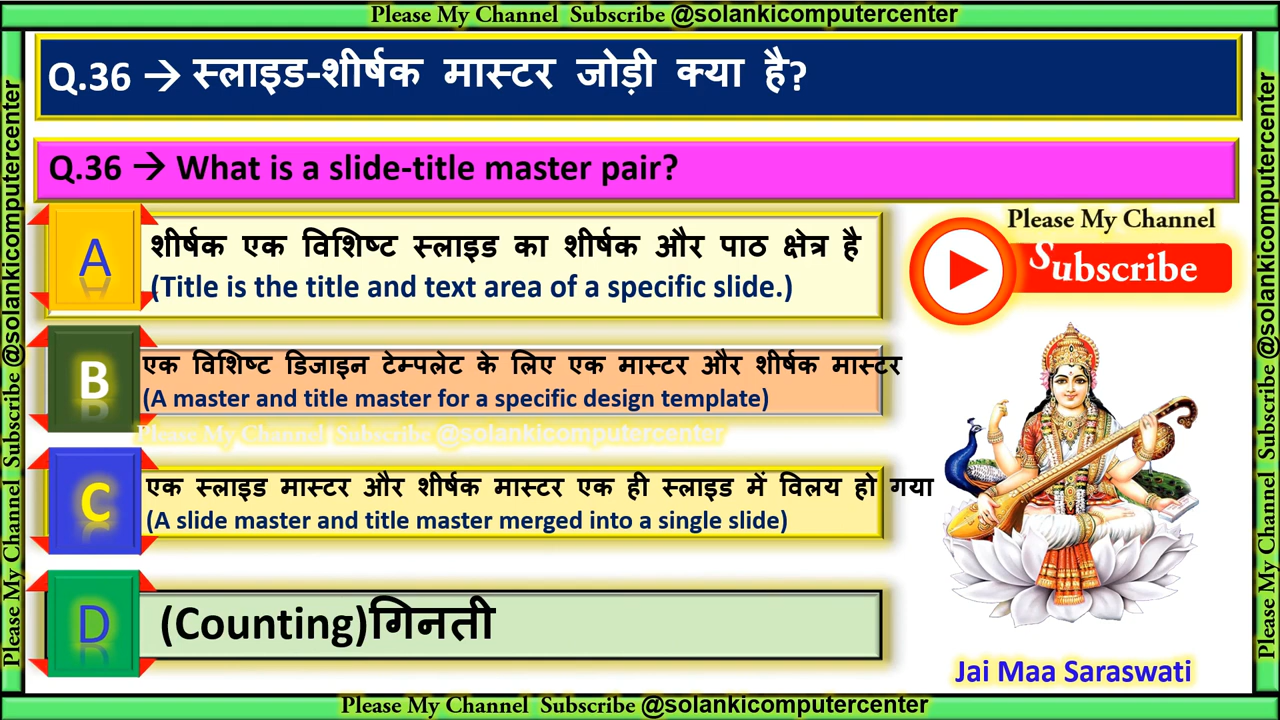 Please My Channel Subscribe @solankicomputercenter
Please My Channel Subscribe @solankicomputercenter
Q.36 → स्लाइड-शीर्षक मास्टर जोड़ी क्या है?
Q.36 → What is a slide-title master pair?
A
शीर्षक एक विशिष्ट स्लाइड का शीर्षक और पाठ क्षेत्र है
(Title is the title and text area of a specific slide.)
B
एक विशिष्ट डिजाइन टेम्पलेट के लिए एक मास्टर और शीर्षक मास्टर
(A master and title master for a specific design template)
Please My Channel Subscribe @solankicomputercenter
C
एक स्लाइड मास्टर और शीर्षक मास्टर एक ही स्लाइड में विलय हो गया
(A slide master and title master merged into a single slide)
D
(Counting)गिनती
Please My Channel
Subscribe
Jai Maa Saraswati
Please My Channel Subscribe @solankicomputercenter
Please My Channel Subscribe @solankicomputercenter